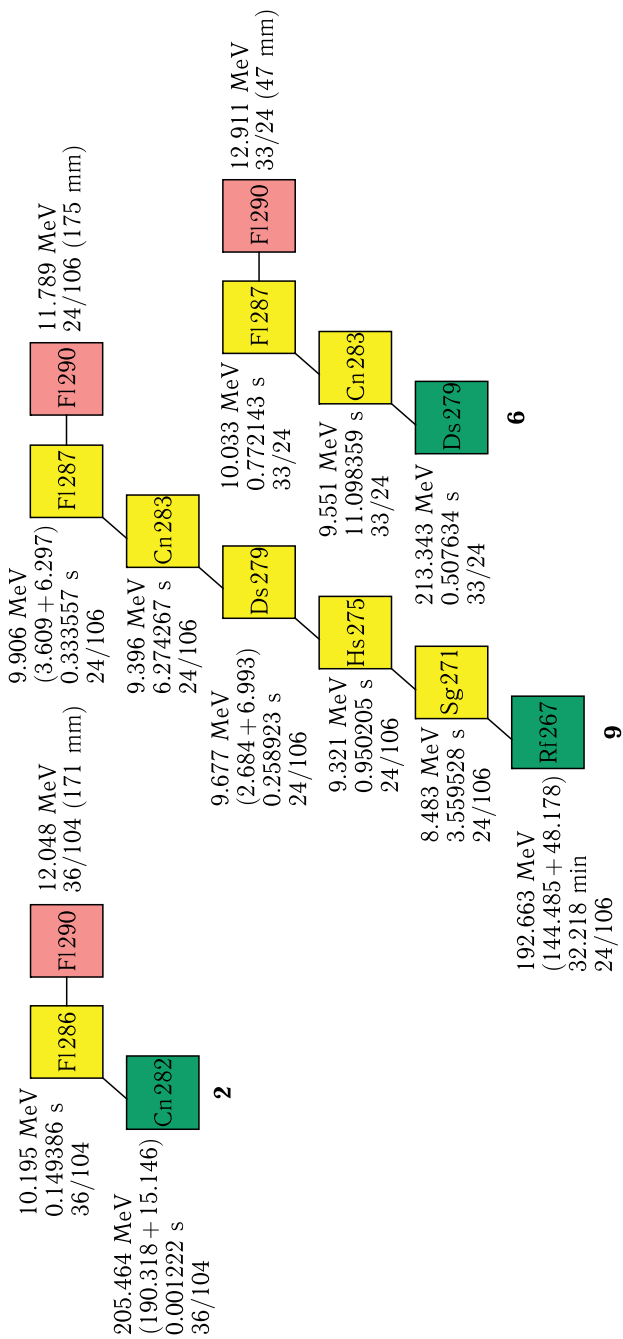 Fl290
12.048 MeV
36/104 (171 mm)
Fl286
10.195 MeV
0.149386 s
36/104
Cn282
205.464 MeV
(190.318 + 15.146)
0.001222 s
36/104
2
Fl290
11.789 MeV
24/106 (175 mm)
Fl287
9.906 MeV
(3.609 + 6.297)
0.333557 s
24/106
Cn283
9.396 MeV
6.274267 s
24/106
Ds279
9.677 MeV
(2.684 + 6.993)
0.258923 s
24/106
Hs275
9.321 MeV
0.950205 s
24/106
Sg271
8.483 MeV
3.559528 s
24/106
Rf267
192.663 MeV
(144.485 + 48.178)
32.218 min
24/106
9
Fl290
12.911 MeV
33/24 (47 mm)
Fl287
10.033 MeV
0.772143 s
33/24
Cn283
9.551 MeV
11.098359 s
33/24
Ds279
213.343 MeV
0.507634 s
33/24
6